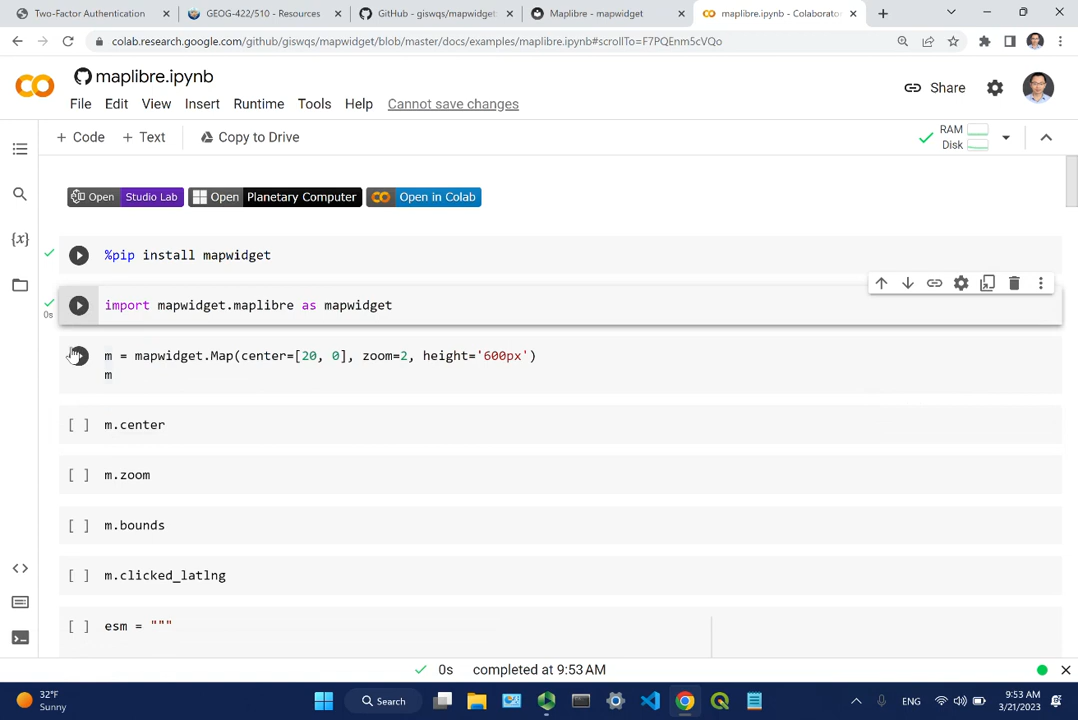 Two-Factor Authentication
GEOG-422/510 - Resources
GitHub - giswqs/mapwidget:
Maplibre - mapwidget
maplibre.ipynb - Colaborato
colab.research.google.com/github/giswqs/mapwidget/blob/master/docs/examples/maplibre.ipynb#scrollTo=F7PQEnm5cVQo
maplibre.ipynb
Share
File Edit View Insert Runtime Tools Help Cannot save changes
+ Code + Text Copy to Drive
RAM
Disk
Open Studio Lab Open Planetary Computer Open in Colab
{x}
%pip install mapwidget
import mapwidget.maplibre as mapwidget
0s
m = mapwidget.Map(center=[20, 0], zoom=2, height='600px')
m
[ ] m.center
[ ] m.zoom
[ ] m.bounds
[ ] m.clicked_latlng
[ ] esm = """
0s completed at 9:53 AM
32°F
Sunny
Search
ENG
9:53 AM
3/21/2023